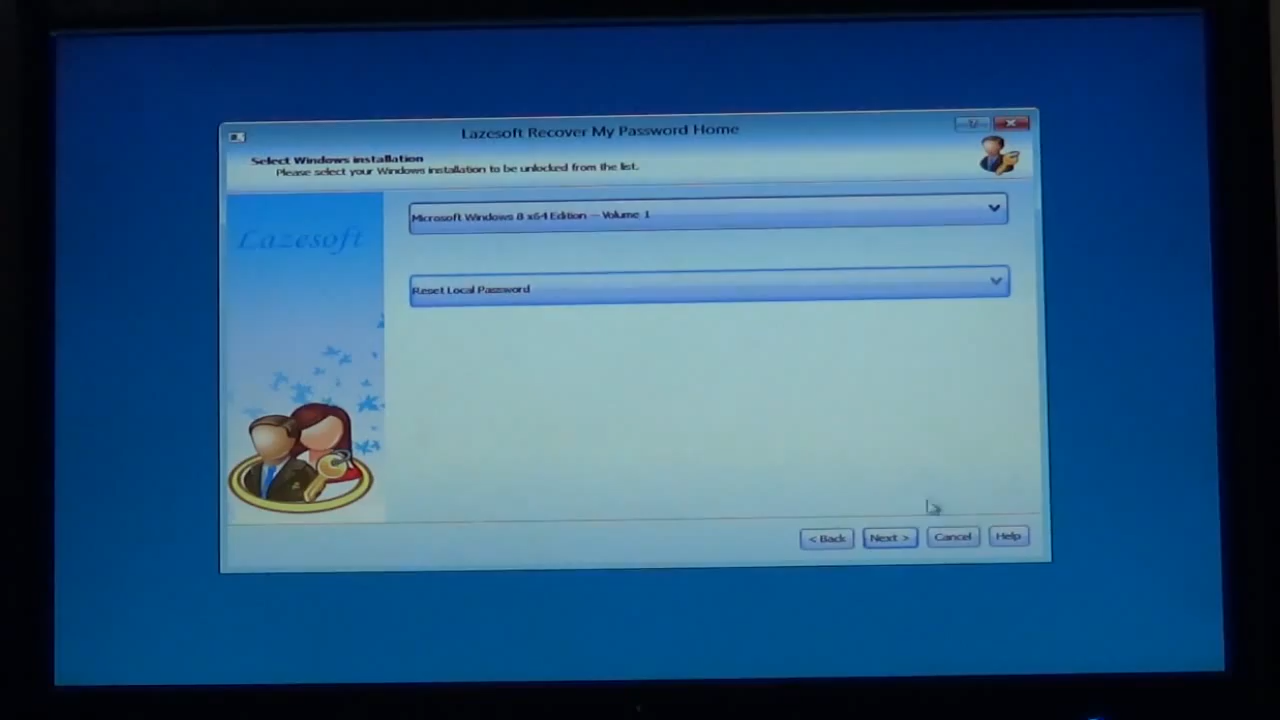 Lazesoft Recover My Password Home
Select Windows installation
Please select your Windows installation to be unlocked from the list.
Lazesoft
Microsoft Windows 8 x64 Edition -- Volume 1
Reset Local Password
< Back Next > Cancel Help